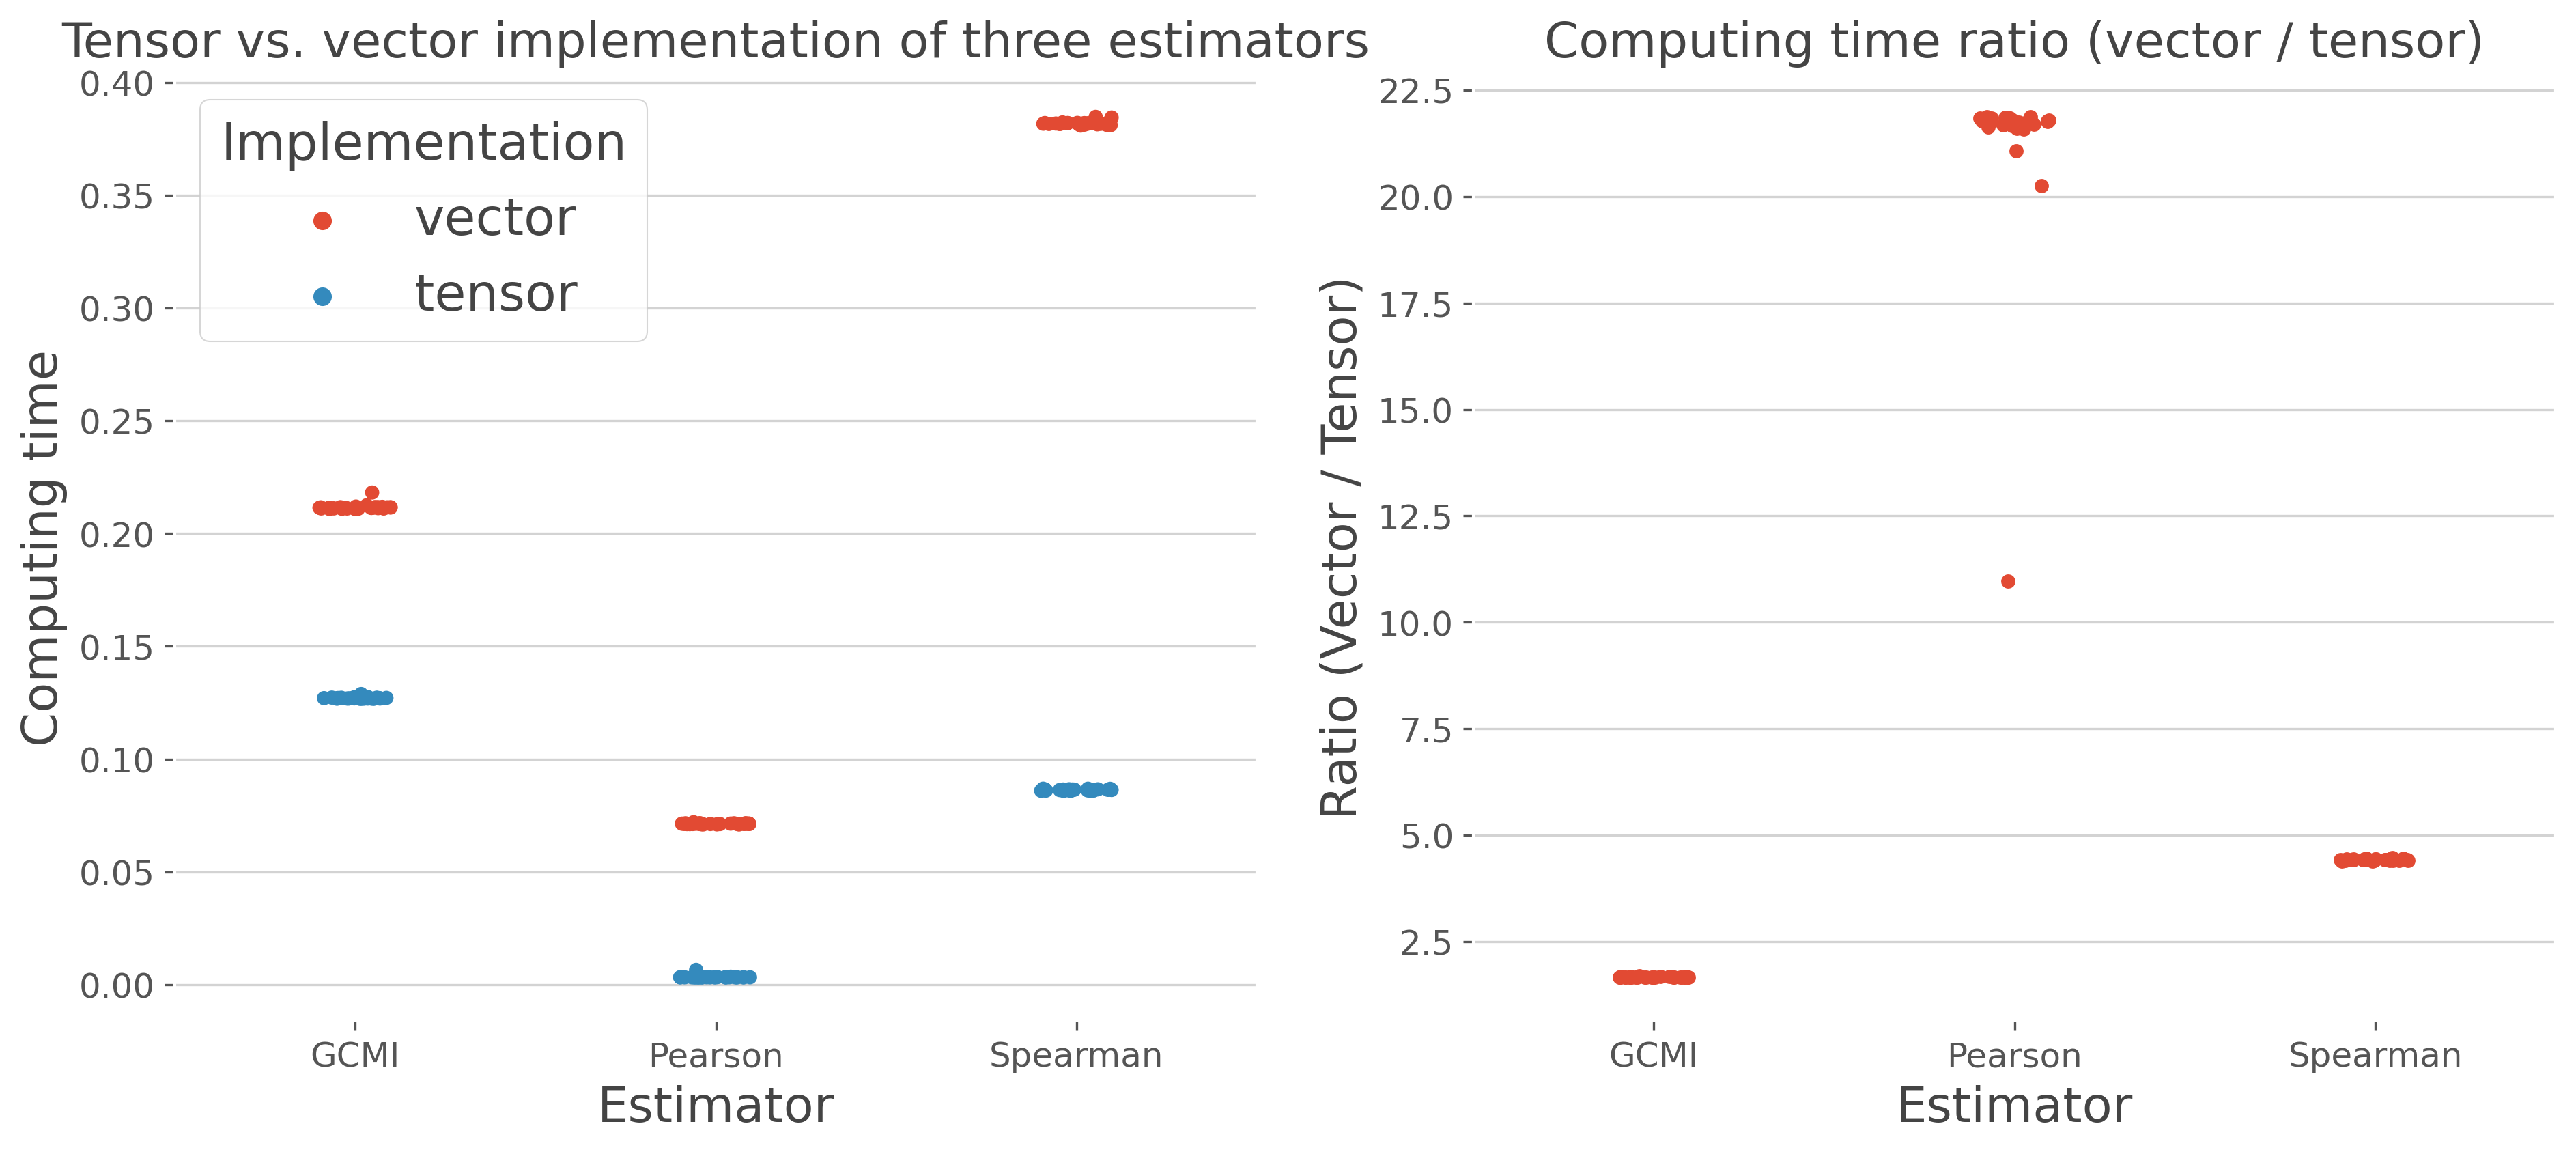 Tensor vs. vector implementation of three estimators
0.40
0.35
0.30
0.25
0.20
0.15
0.10
0.05
0.00
Computing time
Implementation
vector
tensor
GCMI
Pearson
Spearman
Estimator
Computing time ratio (vector / tensor)
22.5
20.0
17.5
15.0
12.5
10.0
7.5
5.0
2.5
Ratio (Vector / Tensor)
GCMI
Pearson
Spearman
Estimator